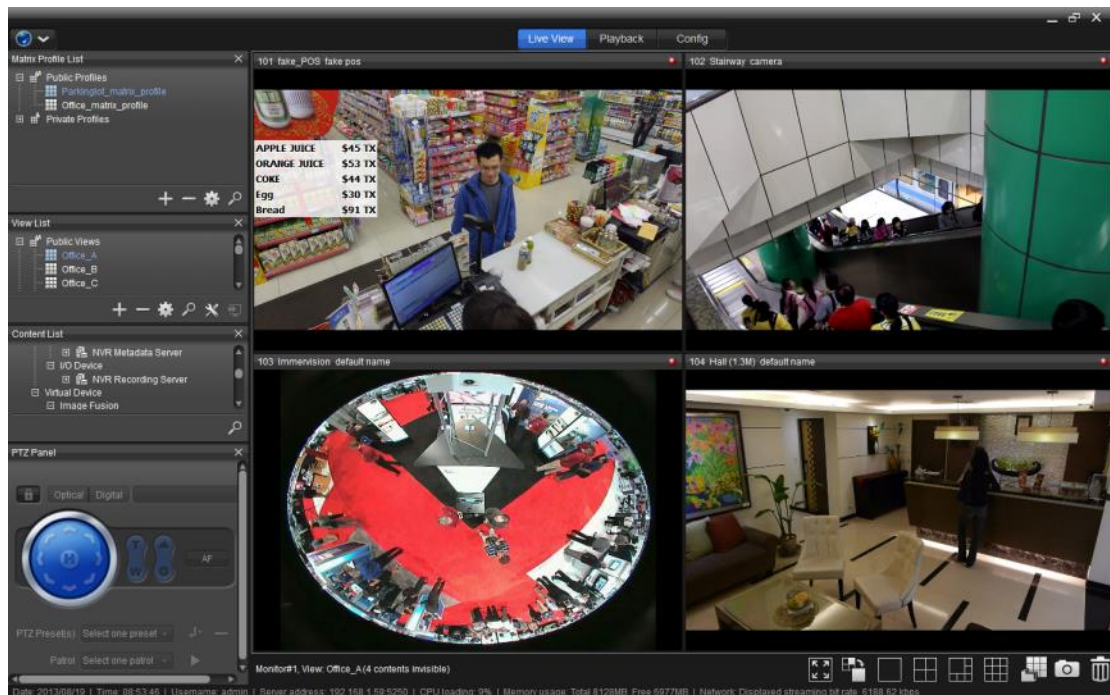 Live View Playback Config
Matrix Profile List
Public Profiles
Parkinglot_matrix_profile
Office_matrix_profile
Private Profiles
View List
Public Views
Office_A
Office_B
Office_C
Content List
NVR Metadata Server
I/O Device
NVR Recording Server
Virtual Device
Image Fusion
PTZ Panel
Optical Digital
T
W
H
AF
PTZ Preset(s) Select one preset
Patrol Select one patrol
101 fake_POS fake pos
APPLE JUICE $45 TX
ORANGE JUICE $53 TX
COKE $44 TX
Egg $30 TX
Bread $91 TX
102 Stairway camera
103 Immervision default name
104 Hall (1.3M) default name
Monitor#1, View: Office_A(4 contents invisible)
Date: 2013/08/19 | Time: 08:53:46 | Username: admin | Server address: 192.168.1.59:5250 | CPU loading: 9% | Memory usage: Total 8128MB, Free 5977MB | Network: Displayed streaming bit rate: 6188.62 kbps